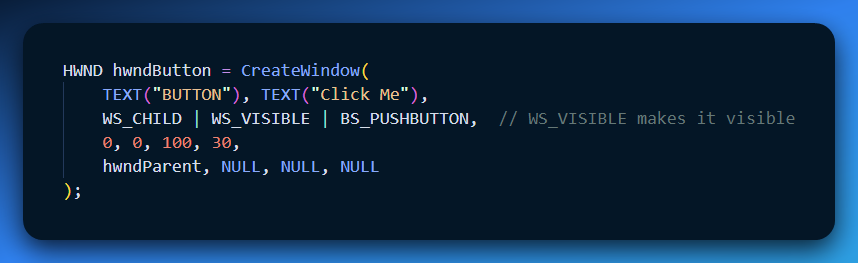 HWND hwndButton = CreateWindow(
    TEXT("BUTTON"), TEXT("Click Me"),
    WS_CHILD | WS_VISIBLE | BS_PUSHBUTTON,  // WS_VISIBLE makes it visible
    0, 0, 100, 30,
    hwndParent, NULL, NULL, NULL
);